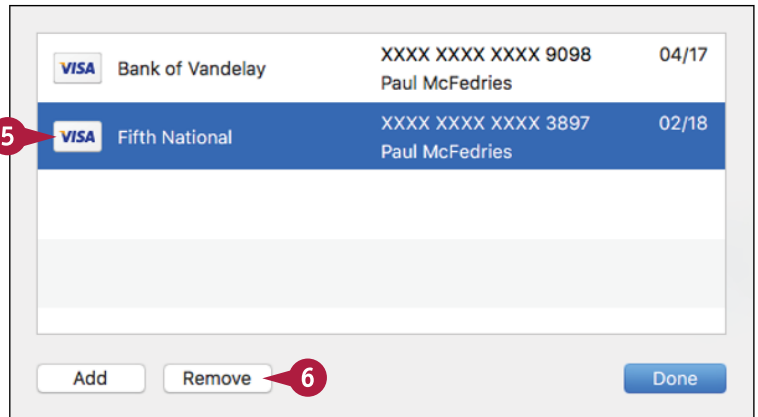 VISA Bank of Vandelay XXXX XXXX XXXX 9098 04/17
Paul McFedries
5 VISA Fifth National XXXX XXXX XXXX 3897 02/18
Paul McFedries
Add Remove 6 Done